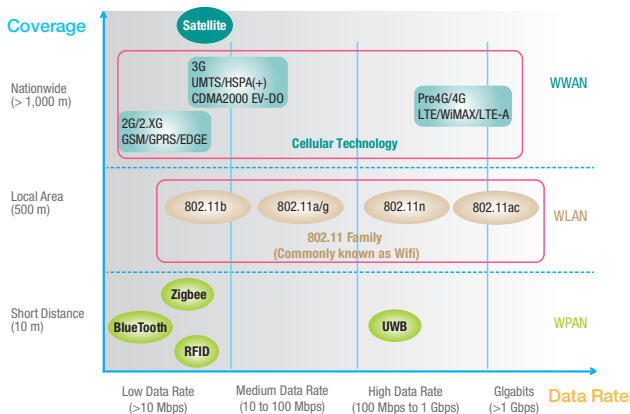 Coverage
Satellite
Nationwide
(> 1,000 m)
3G
UMTS/HSPA(+)
CDMA2000 EV-DO
2G/2.XG
GSM/GPRS/EDGE
Pre4G/4G
LTE/WiMAX/LTE-A
WWAN
Cellular Technology
Local Area
(500 m)
802.11b
802.11a/g
802.11n
802.11ac
WLAN
802.11 Family
(Commonly known as Wifi)
Short Distance
(10 m)
Zigbee
BlueTooth
RFID
UWB
WPAN
Low Data Rate
(>10 Mbps)
Medium Data Rate
(10 to 100 Mbps)
High Data Rate
(100 Mbps to 1 Gbps)
GIgabits
(>1 Gbps)
Data Rate